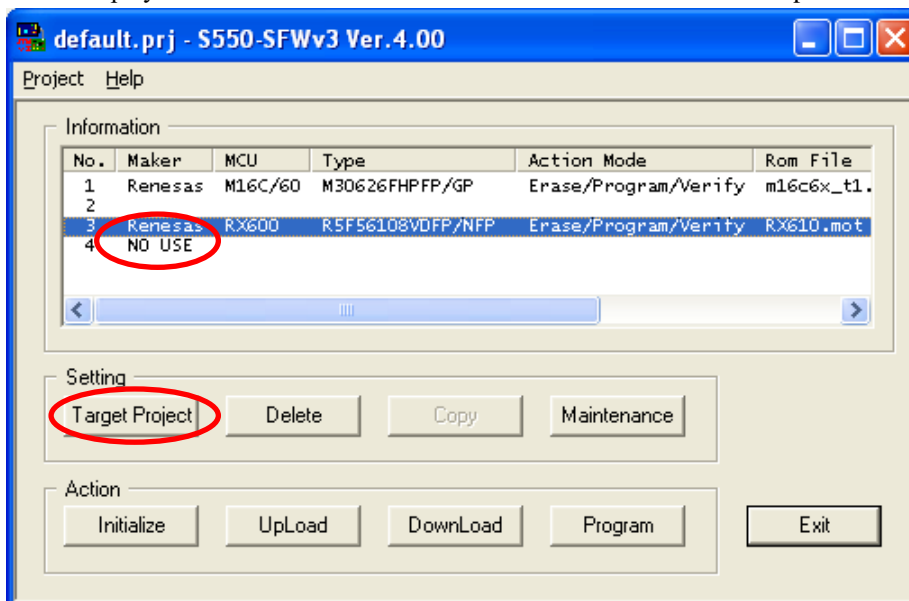 default.prj - S550-SFWv3 Ver.4.00
Project Help
Information
No. Maker MCU Type Action Mode Rom File
1 Renesas M16C/60 M30626FHPFP/GP Erase/Program/Verify m16c6x_t1.
2
3 Renesas RX600 R5F56108VDFP/NFP Erase/Program/Verify RX610.mot
4 NO USE
Setting
Target Project Delete Copy Maintenance
Action
Initialize UpLoad DownLoad Program Exit